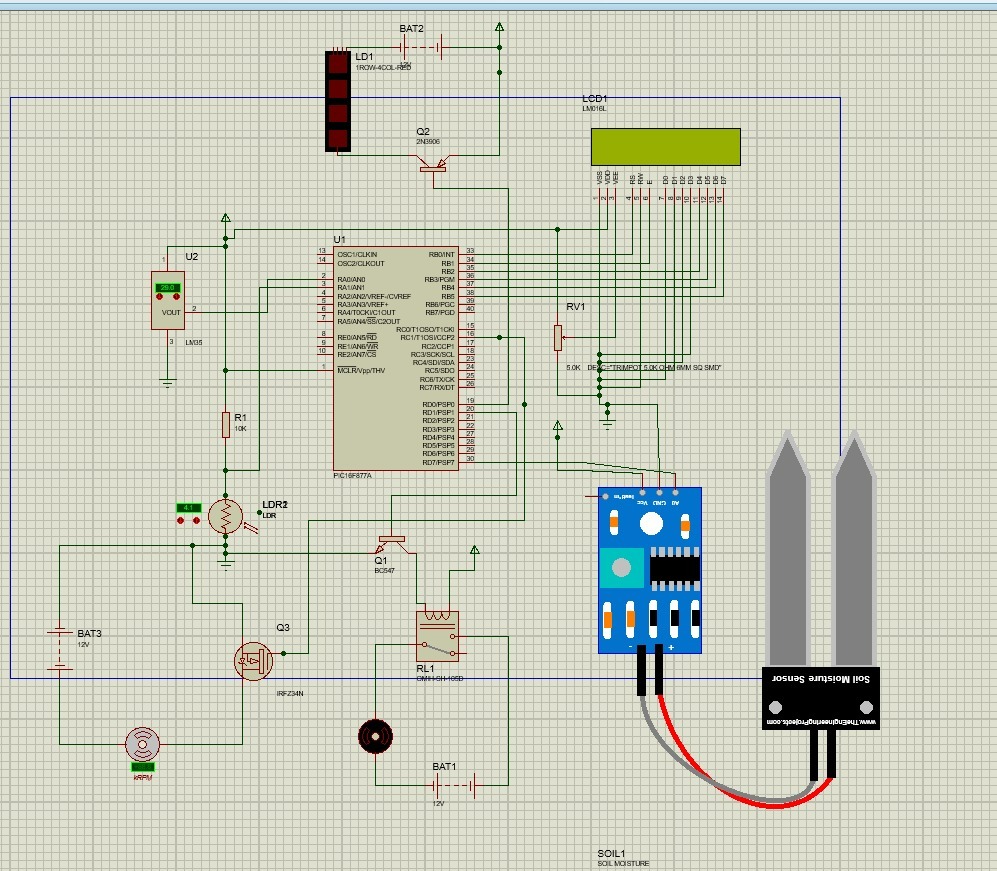 BAT2
12V
LD1
1ROW-4COL-RED
Q2
2N3906
LCD1
LM016L
VSS
VDD
VEE
RS
RW
E
D0
D1
D2
D3
D4
D5
D6
D7
1
2
3
4
5
6
7
8
9
10
11
12
13
14
U1
13 OSC1/CLKIN
14 OSC2/CLKOUT
2 RA0/AN0
3 RA1/AN1
4 RA2/AN2/VREF-/CVREF
5 RA3/AN3/VREF+
6 RA4/T0CKI/C1OUT
7 RA5/AN4/SS/C2OUT
8 RE0/AN5/RD
9 RE1/AN6/WR
10 RE2/AN7/CS
1 MCLR/Vpp/THV
RB0/INT 33
RB1 34
RB2 35
RB3/PGM 36
RB4 37
RB5 38
RB6/PGC 39
RB7/PGD 40
RC0/T1OSO/T1CKI 15
RC1/T1OSI/CCP2 16
RC2/CCP1 17
RC3/SCK/SCL 18
RC4/SDI/SDA 23
RC5/SDO 24
RC6/TX/CK 25
RC7/RX/DT 26
RD0/PSP0 19
RD1/PSP1 20
RD2/PSP2 21
RD3/PSP3 22
RD4/PSP4 27
RD5/PSP5 28
RD6/PSP6 29
RD7/PSP7 30
PIC16F877A
U2
1
29.0
VOUT 2
3
LM35
RV1
5.0K DESC="TRIMPOT 5.0K OHM 6MM SQ SMD"
R1
10K
4.1
LDR
Q1
BC547
BAT3
12V
Q3
IRFZ34N
RL1
OMIH-SH-105D
kRPM
BAT1
12V
TestPin
Vcc
GND
A0
-
+
Soil Moisture Sensor
www.TheEngineeringProjects.com
SOIL1
SOIL MOISTURE